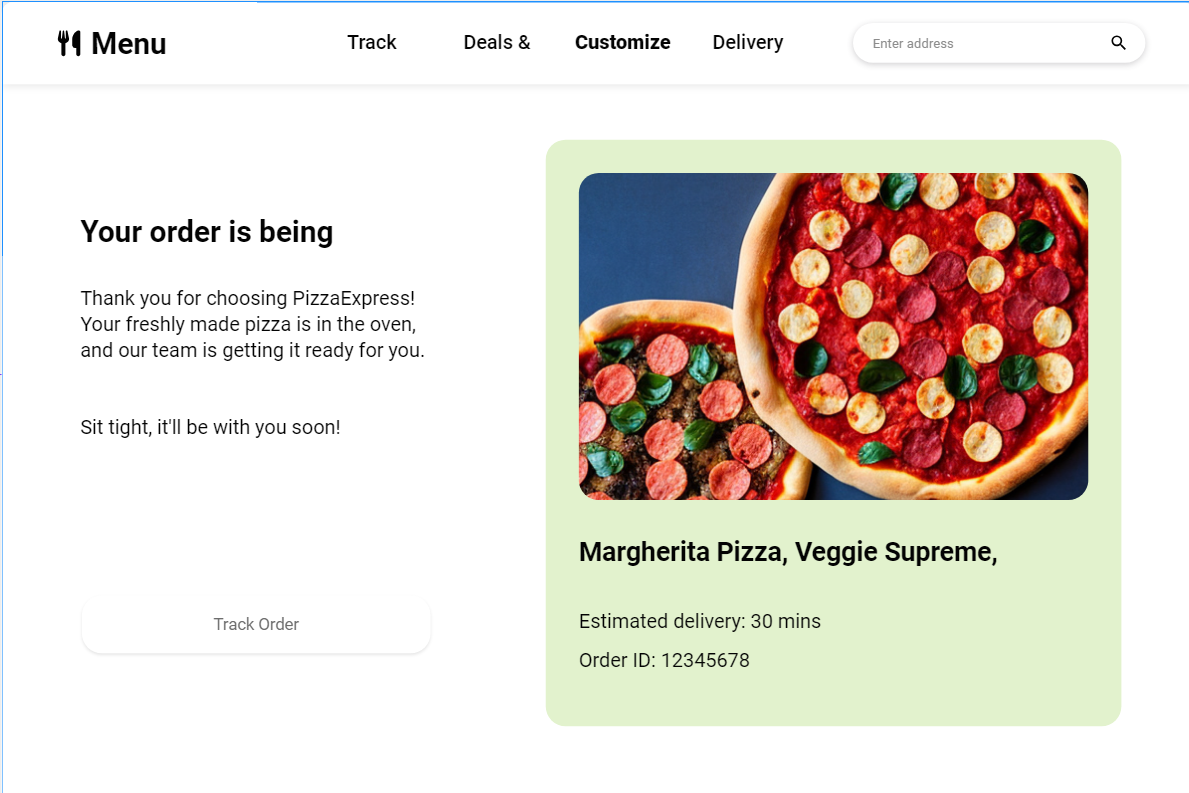 Menu
Track
Deals &
Customize
Delivery
Enter address
Your order is being
Thank you for choosing PizzaExpress!
Your freshly made pizza is in the oven,
and our team is getting it ready for you.
Sit tight, it'll be with you soon!
Track Order
Margherita Pizza, Veggie Supreme,
Estimated delivery: 30 mins
Order ID: 12345678